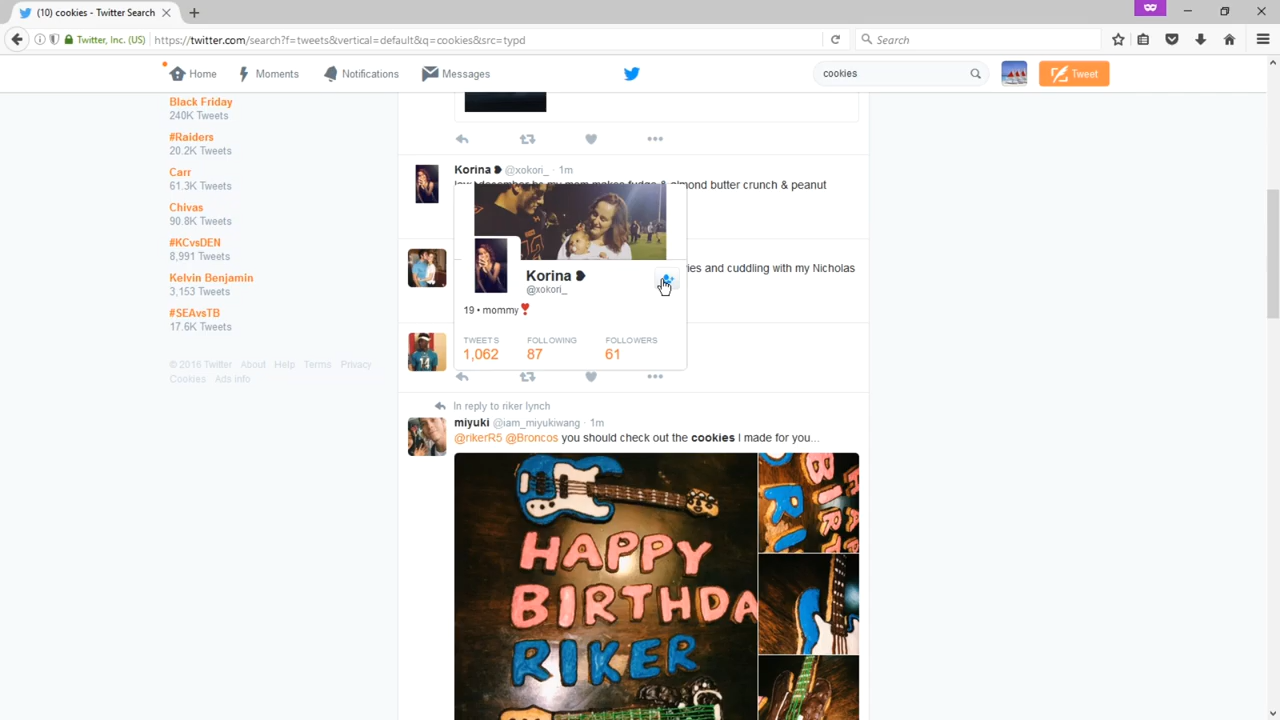 (10) cookies - Twitter Search
Twitter, Inc. (US)
https://twitter.com/search?f=tweets&vertical=default&q=cookies&src=typd
Search
Home
Moments
Notifications
Messages
cookies
Tweet
Black Friday
240K Tweets
#Raiders
20.2K Tweets
Carr
61.3K Tweets
Chivas
90.8K Tweets
#KCvsDEN
8,991 Tweets
Kelvin Benjamin
3,153 Tweets
#SEAvsTB
17.6K Tweets
© 2016 Twitter About Help Terms Privacy
Cookies Ads info
Korina @xokori_ · 1m
butter crunch & peanut
Korina
@xokori_
19 • mommy
TWEETS
1,062
FOLLOWING
87
FOLLOWERS
61
and cuddling with my Nicholas
In reply to riker lynch
miyuki @iam_miyukiwang · 1m
@rikerR5 @Broncos you should check out the cookies I made for you...
HAPPY
BIRTHDA
RIKER